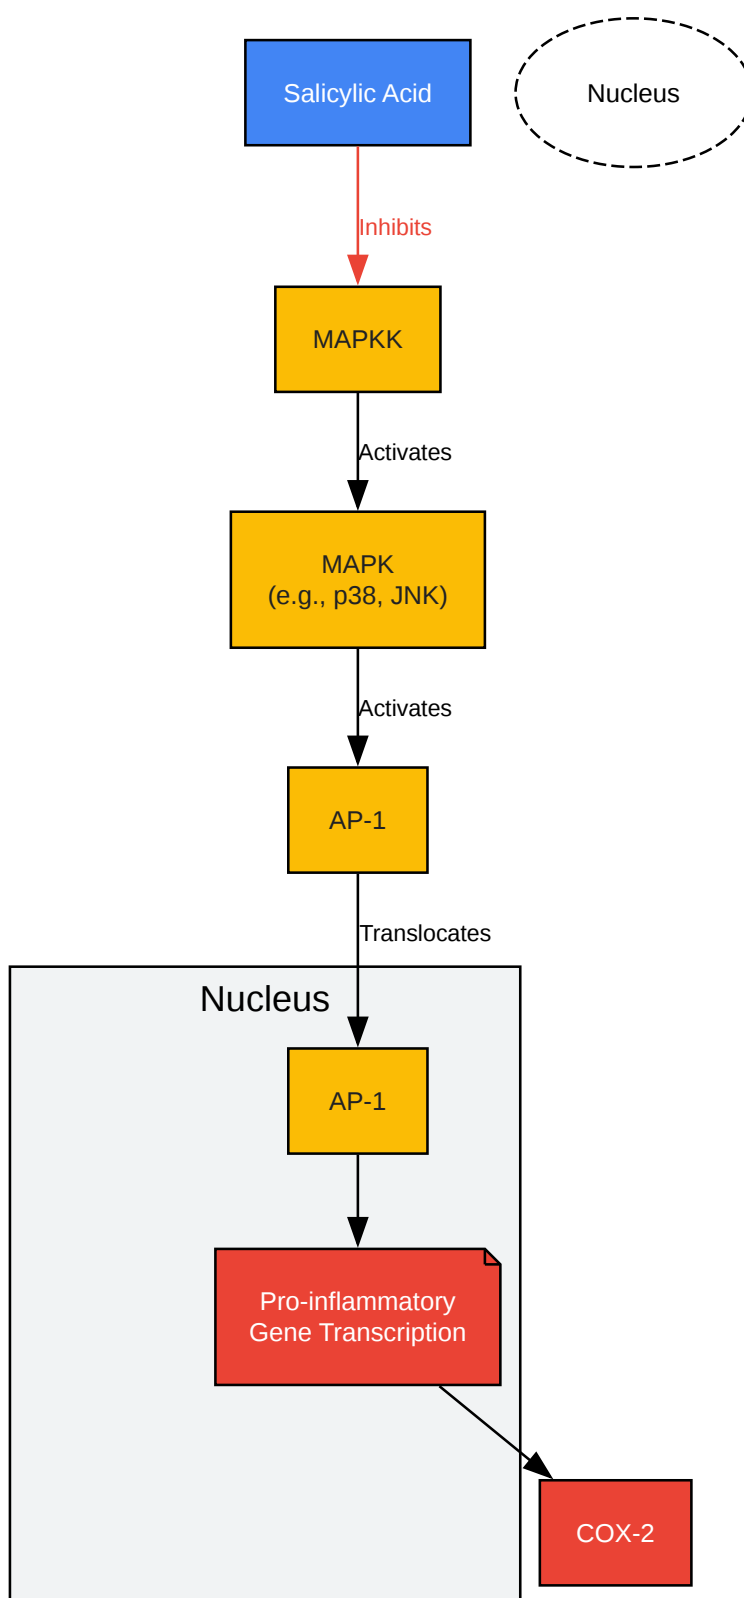 Salicylic Acid
Nucleus
Inhibits
MAPKK
Activates
MAPK
(e.g., p38, JNK)
Activates
AP-1
Translocates
Nucleus
AP-1
Pro-inflammatory
Gene Transcription
COX-2